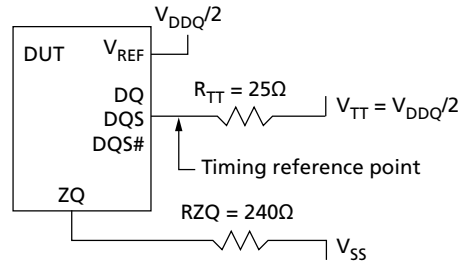 V_DDQ/2
DUT V_REF
DQ R_TT = 25Ω
DQS V_TT = V_DDQ/2
DQS#
Timing reference point
ZQ RZQ = 240Ω
V_SS